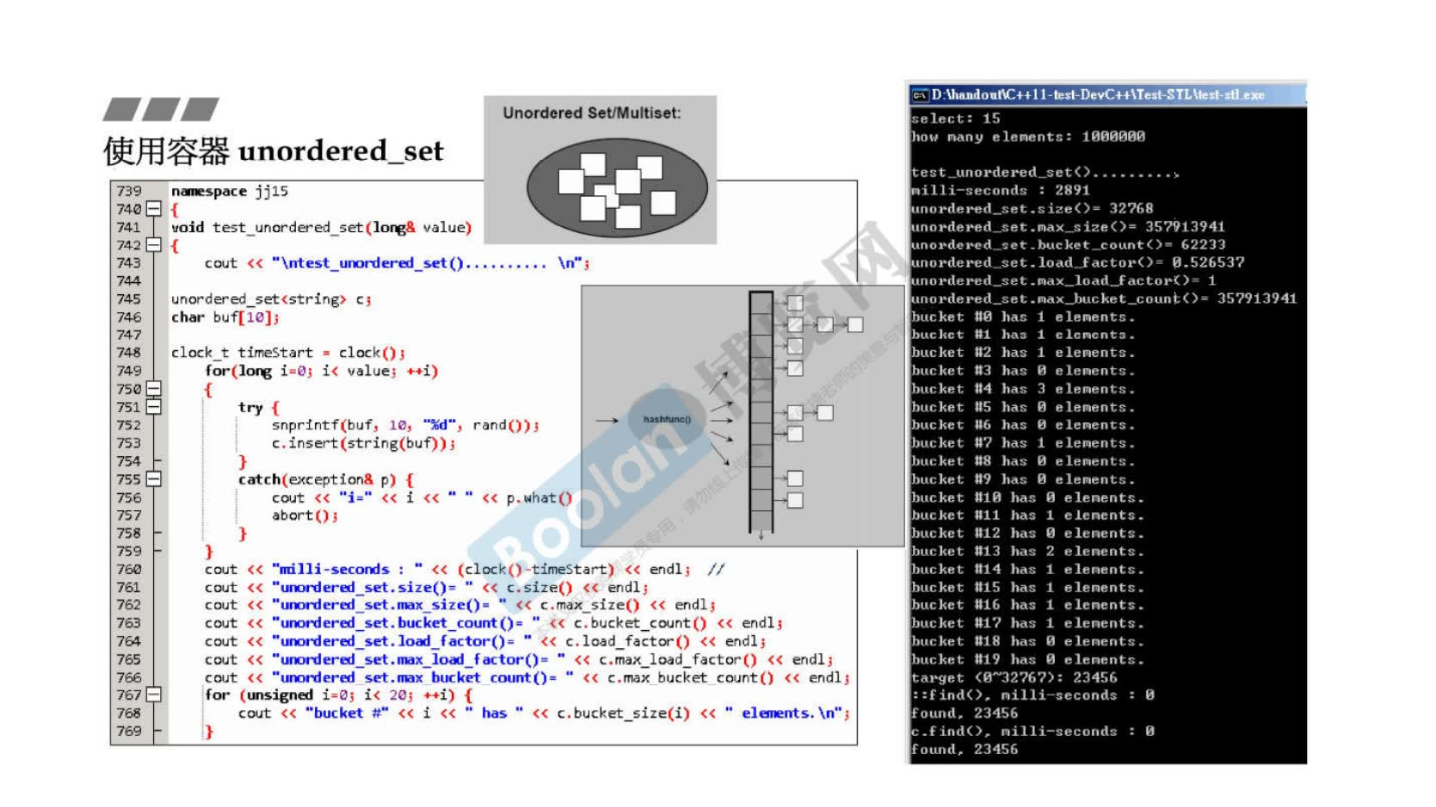 使用容器 unordered_set
Unordered Set/Multiset:
739 namespace jj15
740 {
741 void test_unordered_set(long& value)
742 {
743 cout << "\ntest_unordered_set().......... \n";
744
745 unordered_set<string> c;
746 char buf[10];
747
748 clock_t timeStart = clock();
749 for(long i=0; i< value; ++i)
750 {
751 try {
752 snprintf(buf, 10, "%d", rand());
753 c.insert(string(buf));
754 }
755 catch(exception& p) {
756 cout << "i=" << i << " " << p.what()
757 abort();
758 }
759 }
760 cout << "milli-seconds : " << (clock()-timeStart) << endl; //
761 cout << "unordered_set.size()= " << c.size() << endl;
762 cout << "unordered_set.max_size()= " << c.max_size() << endl;
763 cout << "unordered_set.bucket_count()= " << c.bucket_count() << endl;
764 cout << "unordered_set.load_factor()= " << c.load_factor() << endl;
765 cout << "unordered_set.max_load_factor()= " << c.max_load_factor() << endl;
766 cout << "unordered_set.max_bucket_count()= " << c.max_bucket_count() << endl;
767 for (unsigned i=0; i< 20; ++i) {
768 cout << "bucket #" << i << " has " << c.bucket_size(i) << " elements.\n";
769 }
hashfunc()
Boolan
博览网
D:\handout\C++11-test-DevC++\Test-STL\test-stl.exe
select: 15
how many elements: 1000000
test_unordered_set()..........
milli-seconds : 2891
unordered_set.size()= 32768
unordered_set.max_size()= 357913941
unordered_set.bucket_count()= 62233
unordered_set.load_factor()= 0.526537
unordered_set.max_load_factor()= 1
unordered_set.max_bucket_count()= 357913941
bucket #0 has 1 elements.
bucket #1 has 1 elements.
bucket #2 has 1 elements.
bucket #3 has 0 elements.
bucket #4 has 3 elements.
bucket #5 has 0 elements.
bucket #6 has 0 elements.
bucket #7 has 1 elements.
bucket #8 has 0 elements.
bucket #9 has 0 elements.
bucket #10 has 0 elements.
bucket #11 has 1 elements.
bucket #12 has 0 elements.
bucket #13 has 2 elements.
bucket #14 has 1 elements.
bucket #15 has 1 elements.
bucket #16 has 1 elements.
bucket #17 has 1 elements.
bucket #18 has 0 elements.
bucket #19 has 0 elements.
target (0~32767): 23456
::find(), milli-seconds : 0
found, 23456
c.find(), milli-seconds : 0
found, 23456